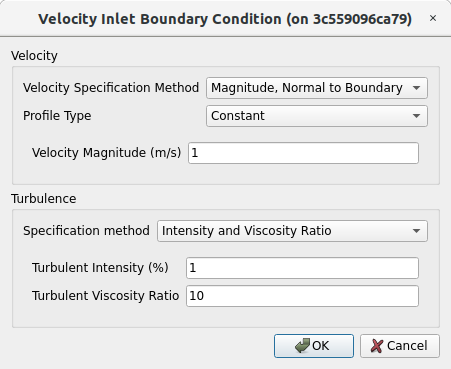 Velocity Inlet Boundary Condition (on 3c559096ca79) ×
Velocity
Velocity Specification Method Magnitude, Normal to Boundary
Profile Type Constant
Velocity Magnitude (m/s) 1
Turbulence
Specification method Intensity and Viscosity Ratio
Turbulent Intensity (%) 1
Turbulent Viscosity Ratio 10
OK Cancel